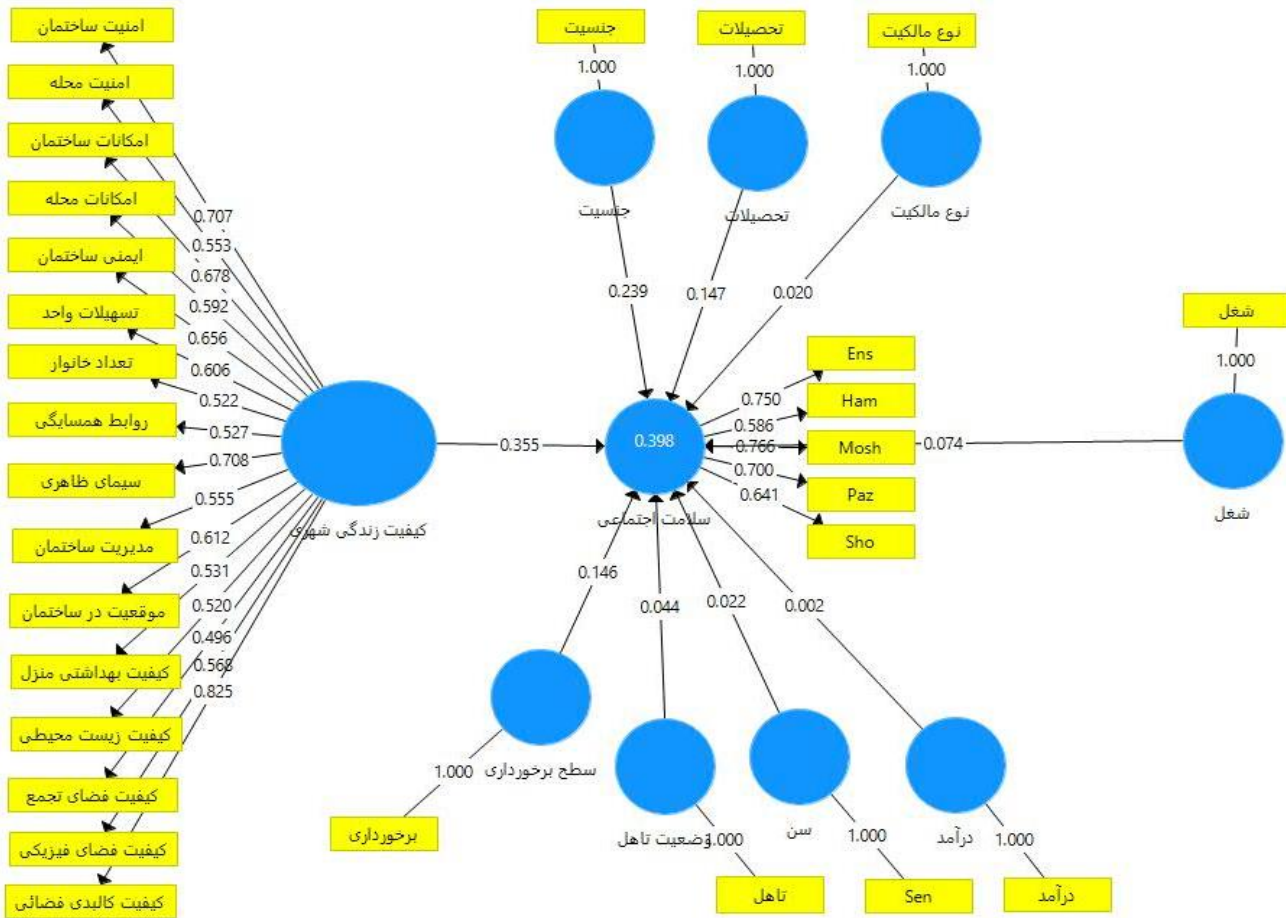 امنیت ساختمان
امنیت محله
امکانات ساختمان
امکانات محله
ایمنی ساختمان
تسهیلات واحد
تعداد خانوار
روابط همسایگی
سیمای ظاهری
مدیریت ساختمان
موقعیت در ساختمان
کیفیت بهداشتی منزل
کیفیت زیست محیطی
کیفیت فضای تجمع
کیفیت فضای فیزیکی
کیفیت کالبدی فضائی
0.707
0.553
0.678
0.592
0.656
0.606
0.522
0.527
0.708
0.555
0.612
0.531
0.520
0.496
0.568
0.825
کیفیت زندگی شهری
0.355
جنسیت
1.000
جنسیت
0.239
تحصیلات
1.000
تحصیلات
0.147
نوع مالکیت
1.000
نوع مالکیت
0.020
0.398
سلامت اجتماعی
0.750
0.586
0.766
0.700
0.641
Ens
Ham
Mosh
Paz
Sho
شغل
1.000
0.074
شغل
0.146
سطح برخورداری
1.000
برخورداری
0.044
وضعیت تاهل
1.000
تاهل
0.022
سن
1.000
Sen
0.002
درآمد
1.000
درآمد